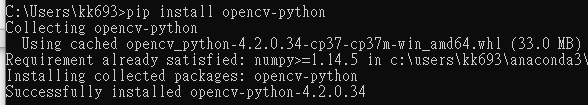 C:\Users\kk693>pip install opencv-python
Collecting opencv-python
  Using cached opencv_python-4.2.0.34-cp37-cp37m-win_amd64.whl (33.0 MB)
Requirement already satisfied: numpy>=1.14.5 in c:\users\kk693\anaconda3\
Installing collected packages: opencv-python
Successfully installed opencv-python-4.2.0.34